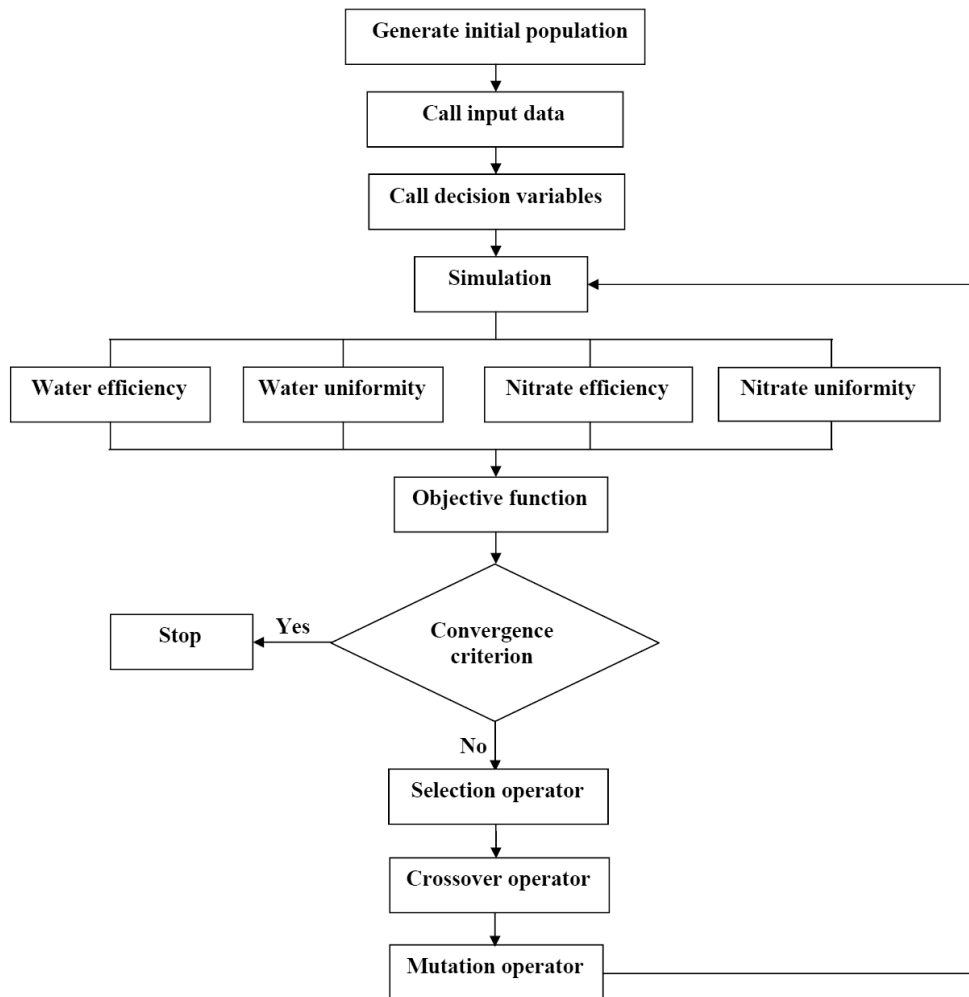 Generate initial population
Call input data
Call decision variables
Simulation
Water efficiency
Water uniformity
Nitrate efficiency
Nitrate uniformity
Objective function
Convergence
criterion
Yes
Stop
No
Selection operator
Crossover operator
Mutation operator